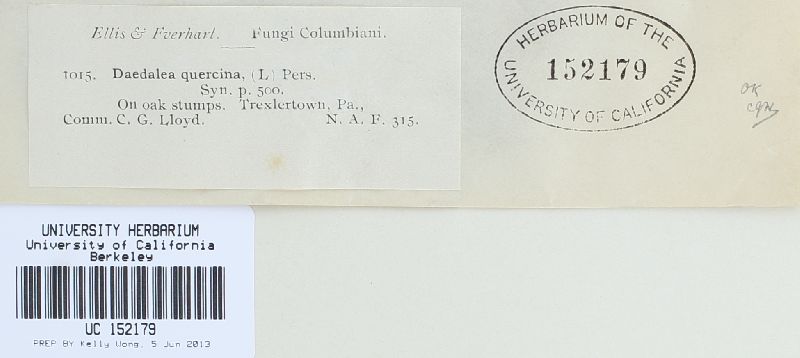 Ellis & Everhart. Fungi Columbiani.
1015. Daedalea quercina, (L) Pers.
Syn. p. 500.
On oak stumps. Trexlertown, Pa.,
Comm. C. G. Lloyd. N. A. F. 315.
HERBARIUM OF THE
152179
UNIVERSITY OF CALIFORNIA
OK
UNIVERSITY HERBARIUM
University of California
Berkeley
UC 152179
PREP BY Kelly Wong, 5 Jun 2013